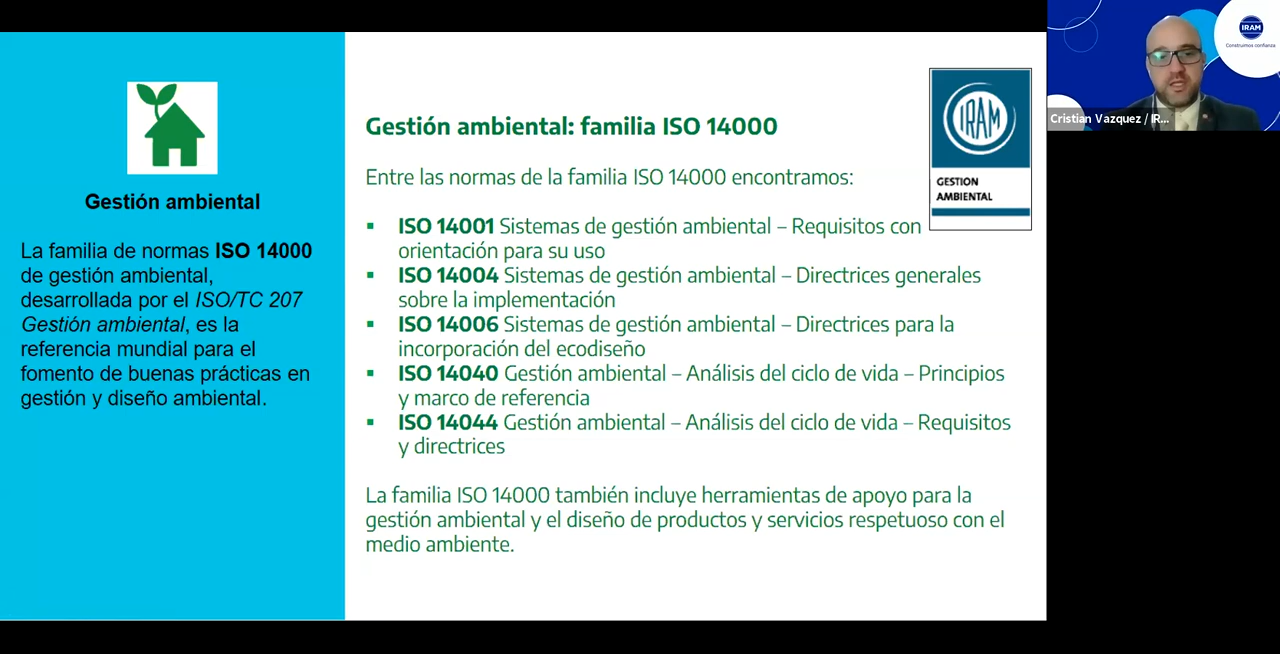 Gestión ambiental
La familia de normas ISO 14000
de gestión ambiental,
desarrollada por el ISO/TC 207
Gestión ambiental, es la
referencia mundial para el
fomento de buenas prácticas en
gestión y diseño ambiental.
Gestión ambiental: familia ISO 14000
Entre las normas de la familia ISO 14000 encontramos:
▪ ISO 14001 Sistemas de gestión ambiental – Requisitos con
orientación para su uso
▪ ISO 14004 Sistemas de gestión ambiental – Directrices generales
sobre la implementación
▪ ISO 14006 Sistemas de gestión ambiental – Directrices para la
incorporación del ecodiseño
▪ ISO 14040 Gestión ambiental – Análisis del ciclo de vida – Principios
y marco de referencia
▪ ISO 14044 Gestión ambiental – Análisis del ciclo de vida – Requisitos
y directrices
La familia ISO 14000 también incluye herramientas de apoyo para la
gestión ambiental y el diseño de productos y servicios respetuoso con el
medio ambiente.
IRAM
GESTION
AMBIENTAL
IRAM
Construimos confianza
Cristian Vazquez / IR...